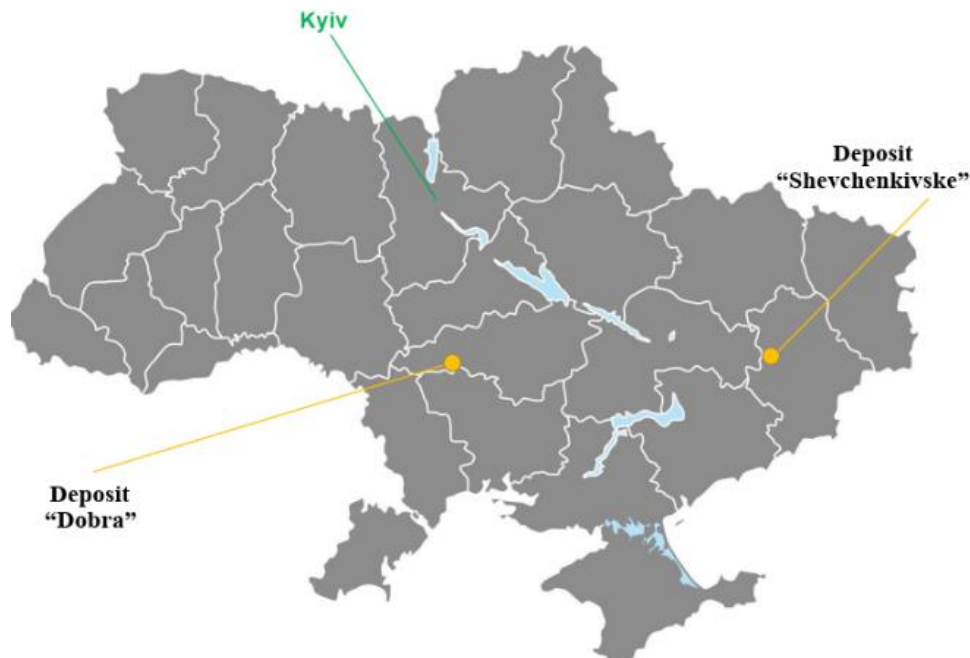 Kyiv
Deposit
“Shevchenkivske”
Deposit
“Dobra”